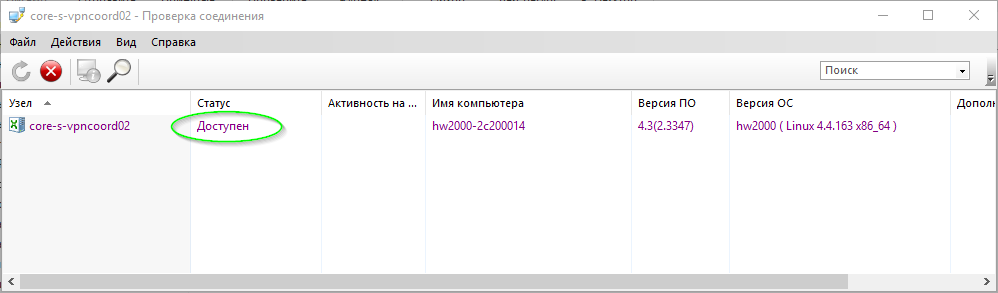 core-s-vpncoord02 - Проверка соединения
Файл Действия Вид Справка
Поиск
Узел Статус Активность на ... Имя компьютера Версия ПО Версия ОС Дополн
core-s-vpncoord02 Доступен hw2000-2c200014 4.3(2.3347) hw2000 ( Linux 4.4.163 x86_64 )